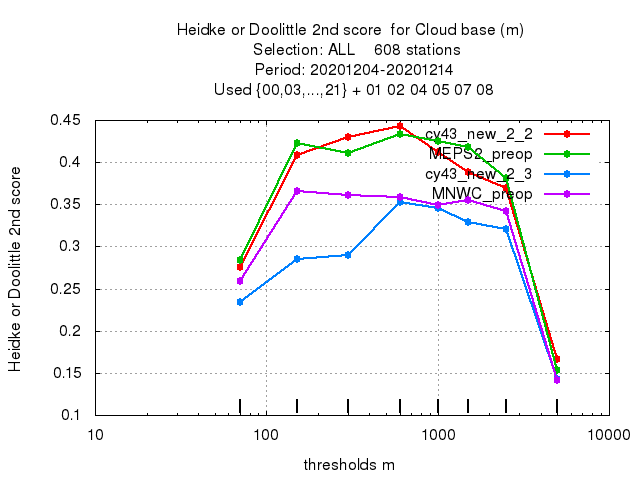 Heidke or Doolittle 2nd score  for Cloud base (m)
Selection: ALL    608 stations
Period: 20201204-20201214
Used {00,03,...,21} + 01 02 04 05 07 08
Heidke or Doolittle 2nd score
0.45
0.4
0.35
0.3
0.25
0.2
0.15
0.1
cy43_new_2_2
MEPS2_preop
cy43_new_2_3
MNWC_preop
10
100
1000
10000
thresholds m